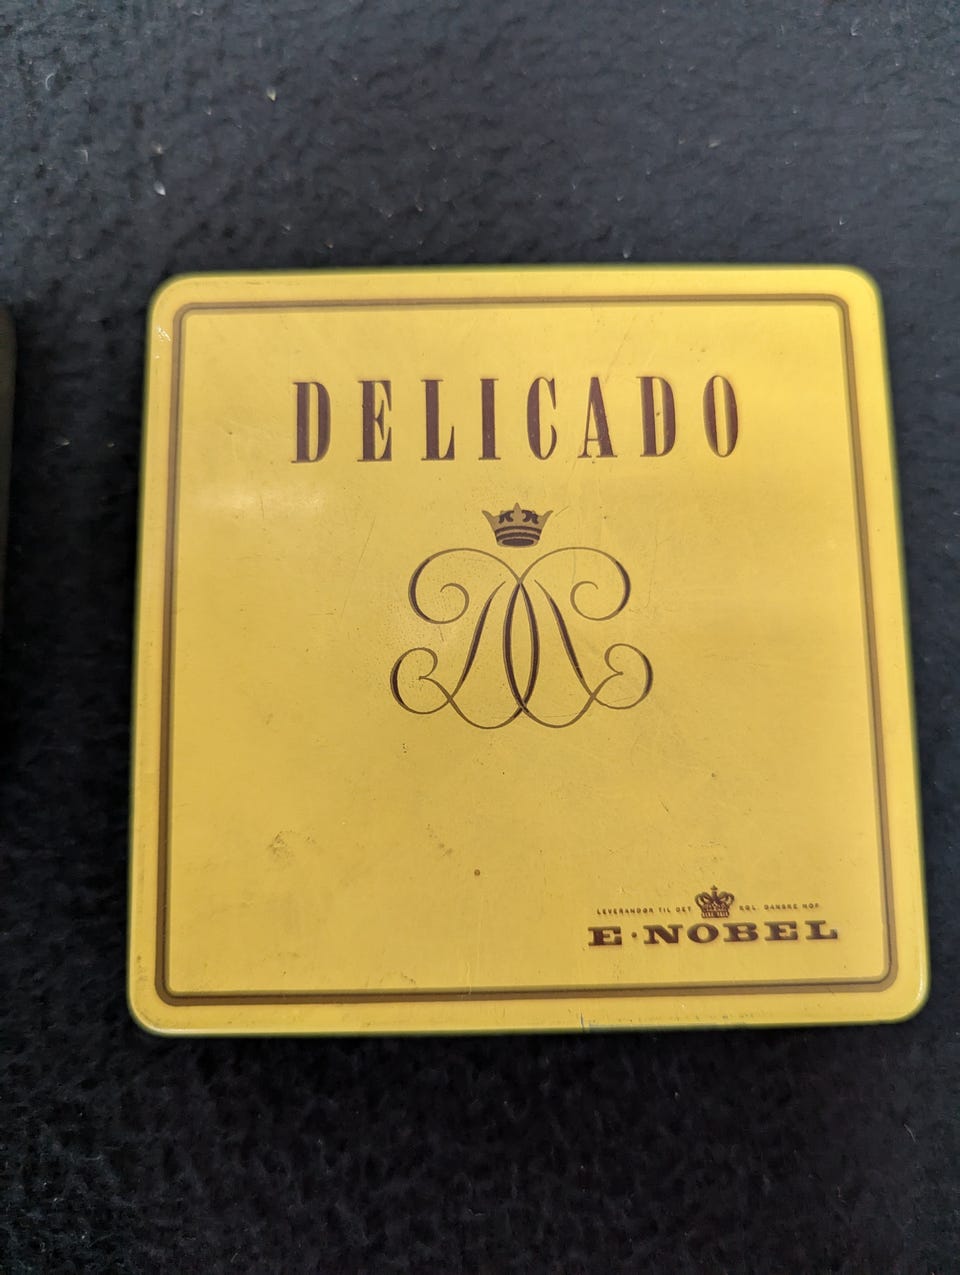 DELICADO
LEVERANDØR TIL DET KGL. DANSKE HOF
E·NOBEL